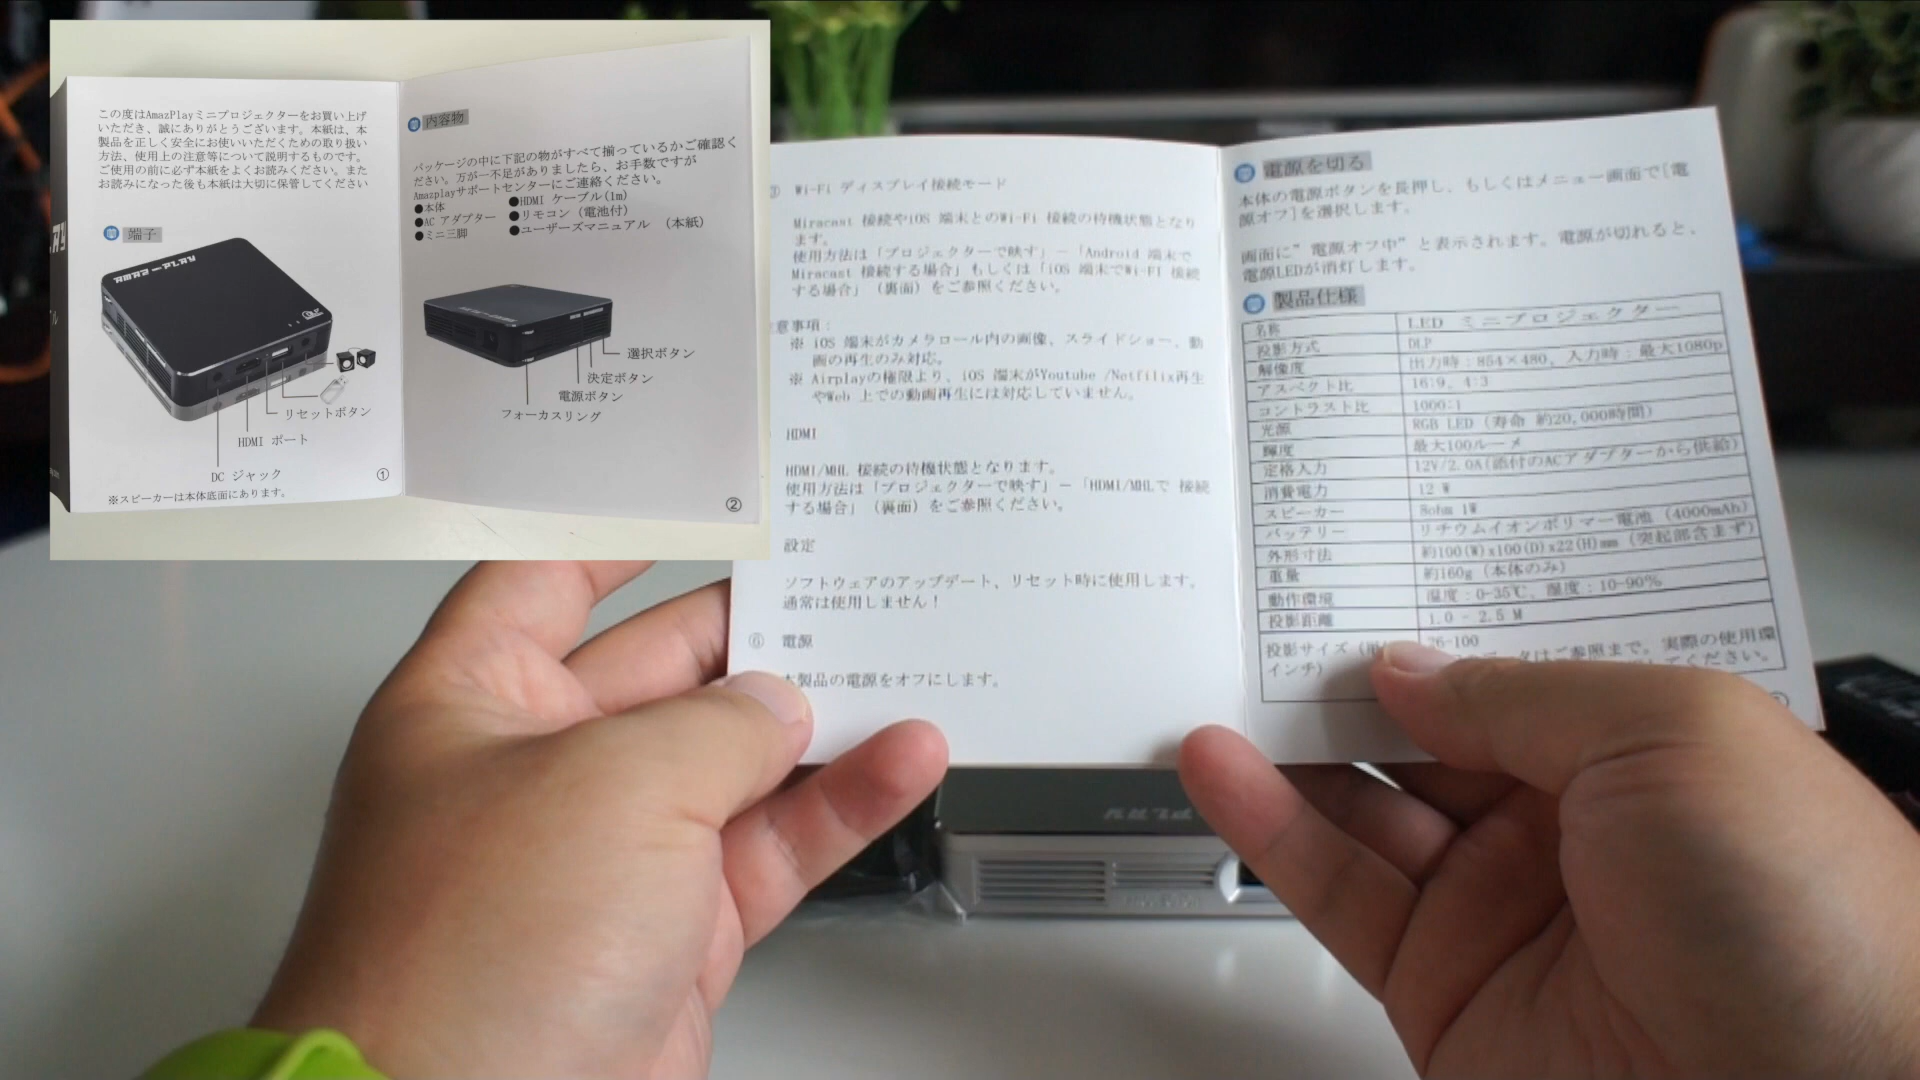 この度はAmazPlayミニプロジェクターをお買い上げ
いただき、誠にありがとうございます。本紙は、本
製品を正しく安全にお使いいただくための取り扱い
方法、使用上の注意等について説明するものです。
ご使用の前に必ず本紙をよくお読みください。また
お読みになった後も本紙は大切に保管してください
端子
AMAZ-PLAY
リセットボタン
HDMI ポート
DC ジャック
※スピーカーは本体底面にあります。
①
内容物
パッケージの中に下記の物がすべて揃っているかご確認く
ださい。万が一不足がありましたら、お手数ですが
Amazplayサポートセンターにご連絡ください。
●本体
●HDMI ケーブル(1m)
●AC アダプター
●リモコン（電池付）
●ミニ三脚
●ユーザーズマニュアル （本紙）
選択ボタン
決定ボタン
電源ボタン
フォーカスリング
②
Wi-Fi ディスプレイ接続モード
Miracast 接続やiOS 端末とのWi-Fi 接続の待機状態となり
ます。
使用方法は「プロジェクターで映す」－「Android 端末で
Miracast 接続する場合」もしくは「iOS 端末でWi-FI 接続
する場合」（裏面）をご参照ください。
意事項：
※ iOS 端末がカメラロール内の画像、スライドショー、動
画の再生のみ対応。
※ Airplayの権限より、iOS 端末がYoutube /Netfilix再生
やWeb 上での動画再生には対応していません。
HDMI
HDMI/MHL 接続の待機状態となります。
使用方法は「プロジェクターで映す」－「HDMI/MHLで 接続
する場合」（裏面）をご参照ください。
設定
ソフトウェアのアップデート、リセット時に使用します。
通常は使用しません！
⑥ 電源
本製品の電源をオフにします。
電源を切る
本体の電源ボタンを長押し、もしくはメニュー画面で[電
源オフ]を選択します。
画面に”電源オフ中”と表示されます。電源が切れると、
電源LEDが消灯します。
製品仕様
名称 LED ミニプロジェクター
投影方式 DLP
解像度 出力時：854×480、入力時：最大1080p
アスペクト比 16:9、4:3
コントラスト比 1000:1
光源 RGB LED（寿命 約20,000時間）
輝度 最大100ルーメ
定格入力 12V/2.0A(添付のACアダプターから供給)
消費電力 12 W
スピーカー 8ohm 1W
バッテリー リチウムイオンポリマー電池（4000mAh）
外形寸法 約100(W)x100(D)x22(H)mm（突起部含まず）
重量 約160g（本体のみ）
動作環境 温度：0-35℃、湿度：10-90%
投影距離 1.0 - 2.5 M
投影サイズ 26-100
インチ)
データはご参照まで。実際の使用環
てください。